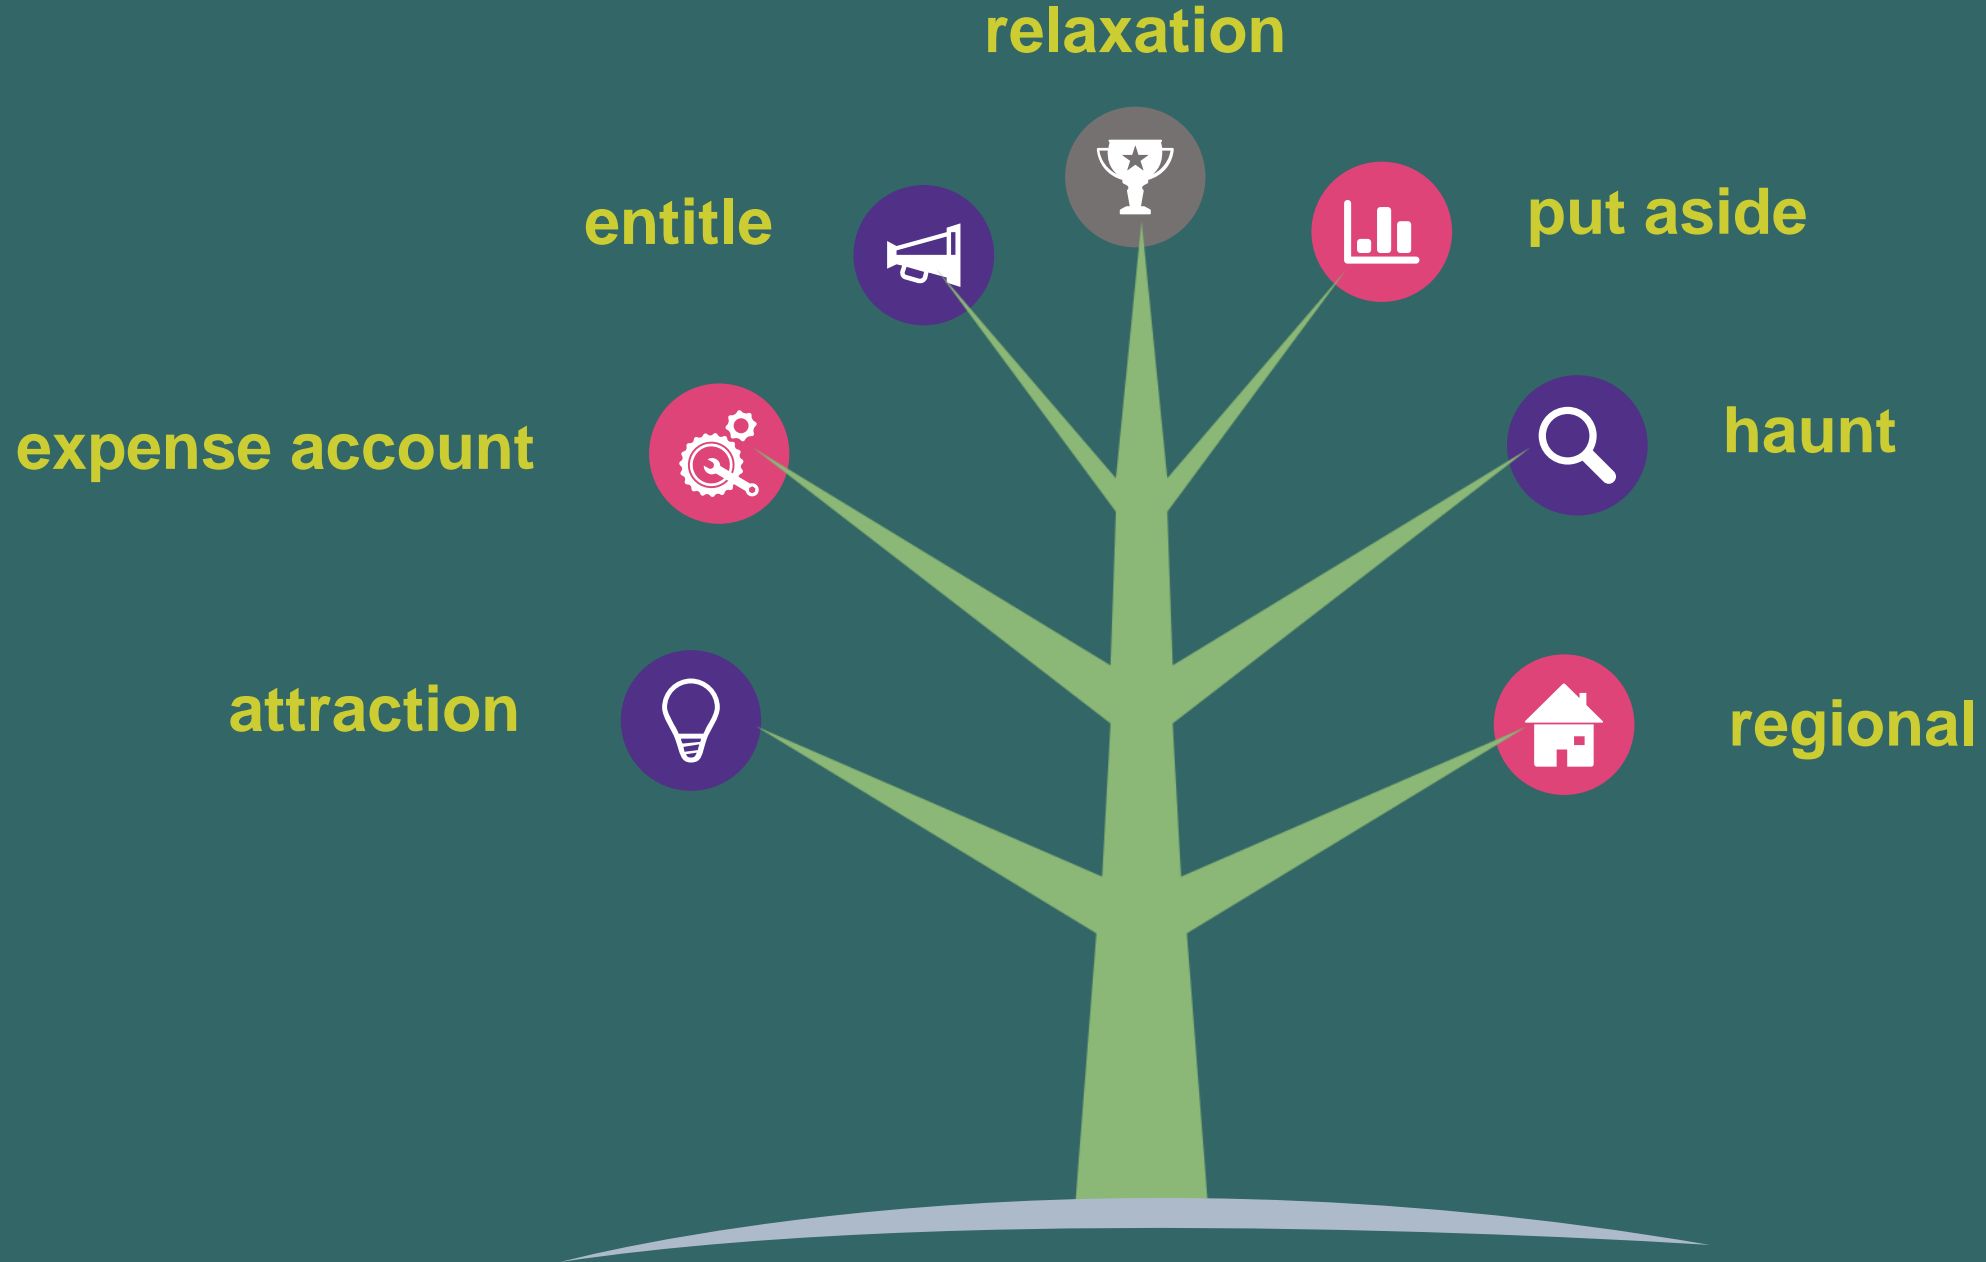 relaxation
entitle
put aside
expense account
haunt
attraction
regional